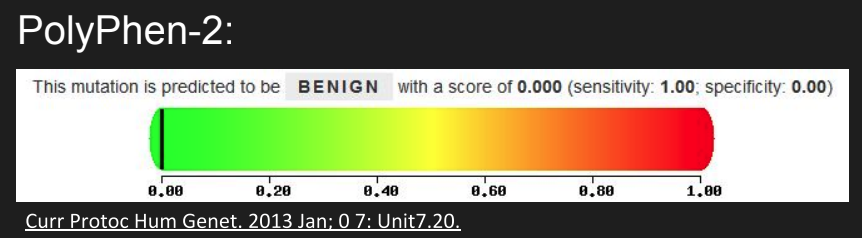 PolyPhen-2:
This mutation is predicted to be BENIGN with a score of 0.000 (sensitivity: 1.00; specificity: 0.00)
0.00 0.20 0.40 0.60 0.80 1.00
Curr Protoc Hum Genet. 2013 Jan; 0 7: Unit7.20.